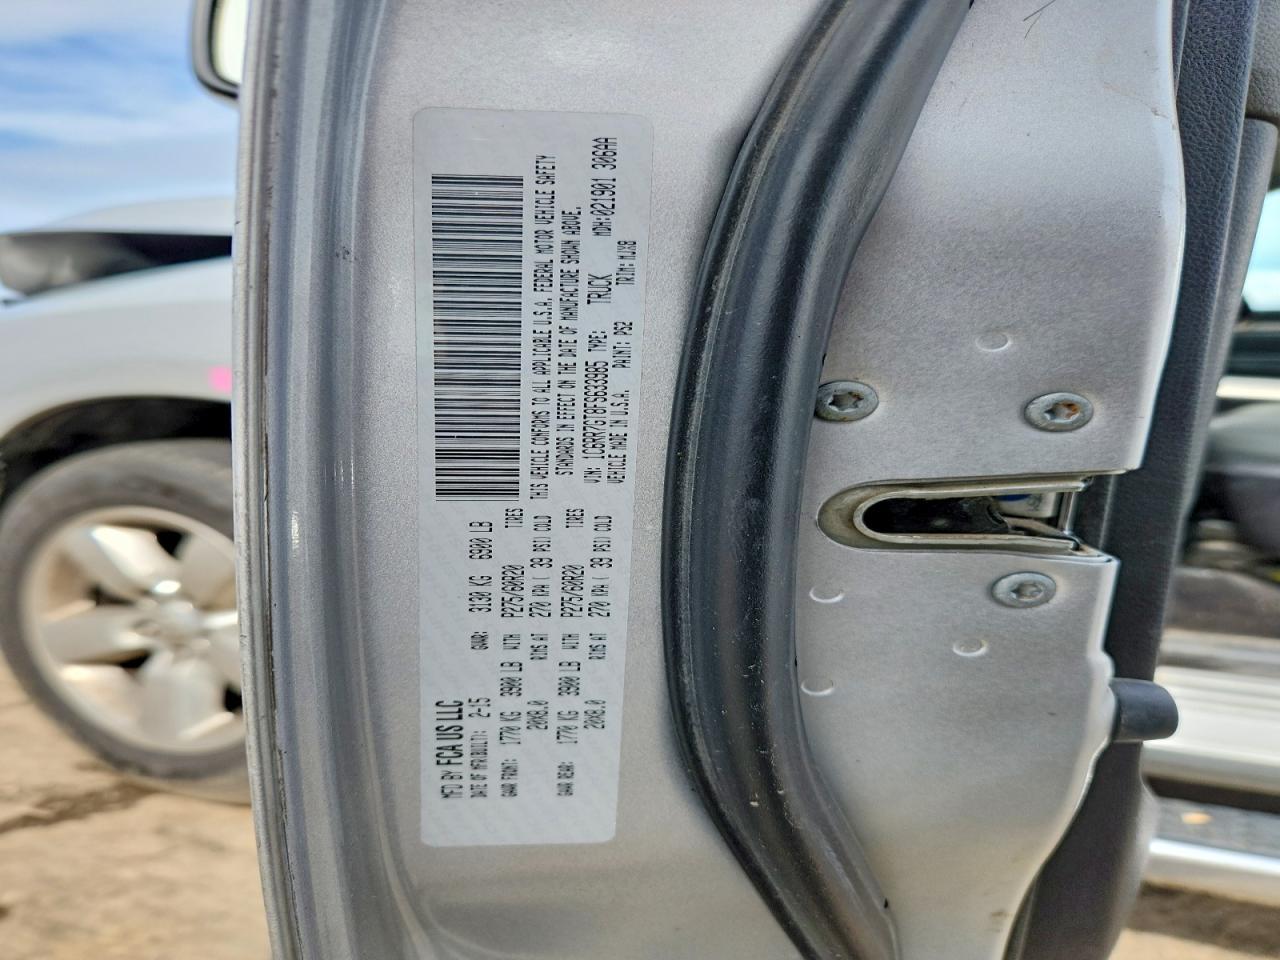 MFD BY FCA US LLC
DATE OF MFR(BUILT): 2-15 GVWR: 3130 KG 6900 LB
GAWR FRONT: 1770 KG 3900 LB WITH P275/60R20 TIRES
20X8.0 RIMS AT 270 KPA ( 39 PSI) COLD
GAWR REAR: 1770 KG 3900 LB WITH P275/60R20 TIRES
20X8.0 RIMS AT 270 KPA ( 39 PSI) COLD
THIS VEHICLE CONFORMS TO ALL APPLICABLE U.S.A. FEDERAL MOTOR VEHICLE SAFETY
STANDARDS IN EFFECT ON THE DATE OF MANUFACTURE SHOWN ABOVE.
VIN: 1C6RR7GT8FS633985 TYPE: TRUCK MDH:021901 306AA
VEHICLE MADE IN U.S.A. PAINT: PS2 TRIM: MJX8